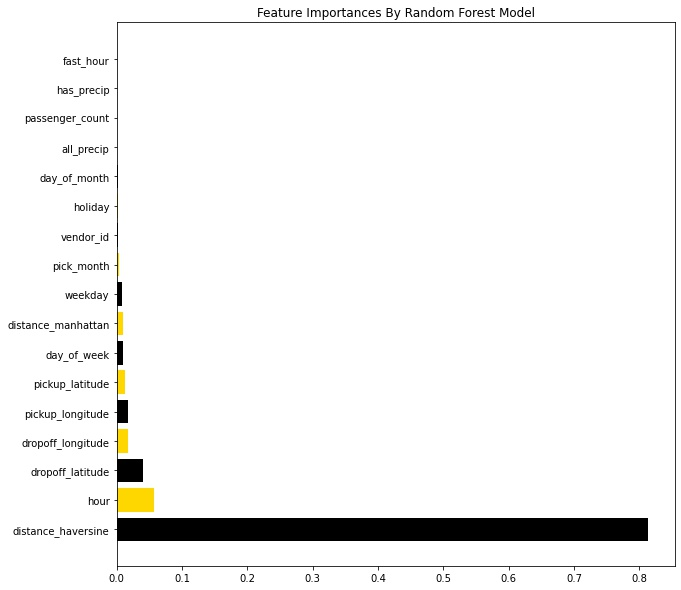 Feature Importances By Random Forest Model
fast_hour
has_precip
passenger_count
all_precip
day_of_month
holiday
vendor_id
pick_month
weekday
distance_manhattan
day_of_week
pickup_latitude
pickup_longitude
dropoff_longitude
dropoff_latitude
hour
distance_haversine
0.0 0.1 0.2 0.3 0.4 0.5 0.6 0.7 0.8